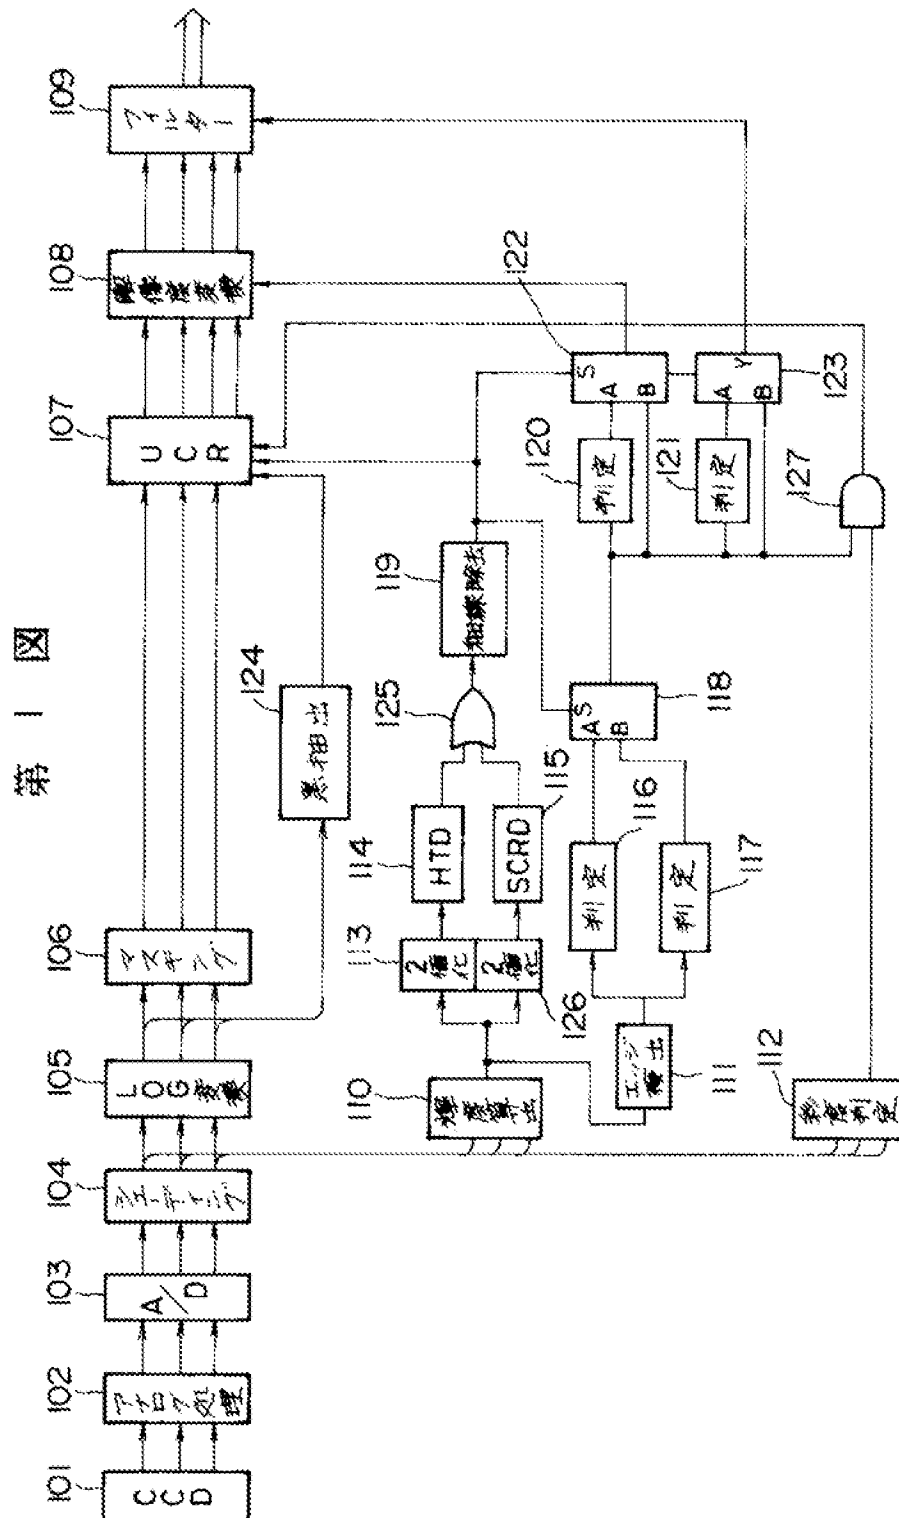 第 1 図
101
CCD
102
アナログ処理
103
A/D
104
シェーディング
105
LOG変換
106
マスキング
107
UCR
108
解像度変換
109
フィルター
124
黒抽出
110
輝度算出
113
2値化
2値化
126
114
HTD
SCRD
115
125
119
細線除去
111
エッジ検出
116
判定
判定
117
118
S
A
B
120
判定
121
判定
122
S
A
B
123
A
B
Y
127
112
彩度判定